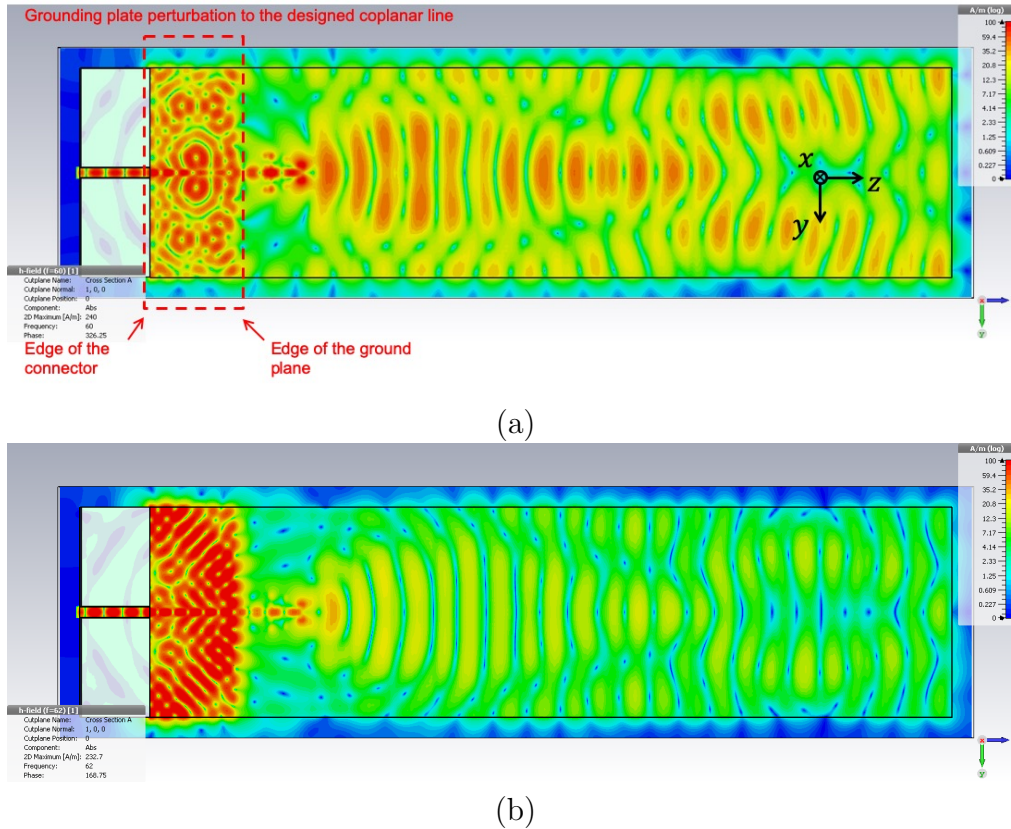 Grounding plate perturbation to the designed coplanar line
A/m (log)
100
59.2
35.2
20.8
12.3
7.17
4.14
2.33
1.25
0.609
0.227
0
x
z
y
h-field (f=60) [1]
Cutplane Name: Cross Section A
Cutplane Normal: 1, 0, 0
Cutplane Position: 0
Component: Abs
2D Maximum [A/m]: 240
Frequency: 60
Phase: 326.25
Edge of the
connector
Edge of the ground
plane
x
y
(a)
A/m (log)
100
59.4
35.2
20.8
12.3
7.17
4.14
2.33
1.25
0.609
0.227
0
h-field (f=62) [1]
Cutplane Name: Cross Section A
Cutplane Normal: 1, 0, 0
Cutplane Position: 0
Component: Abs
2D Maximum [A/m]: 232.7
Frequency: 62
Phase: 168.75
x
y
(b)